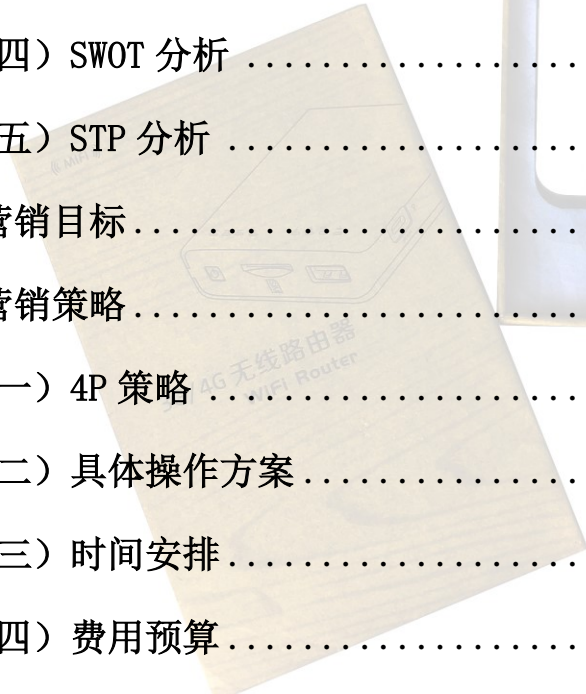 四）SWOT 分析 ...................
五）STP 分析 ....................
营销目标.........................
营销策略.........................
一）4P 策略 .....................
二）具体操作方案................
三）时间安排....................
四）费用预算....................
(MIFI)
3G/4G 无线路由器
WiFi Router